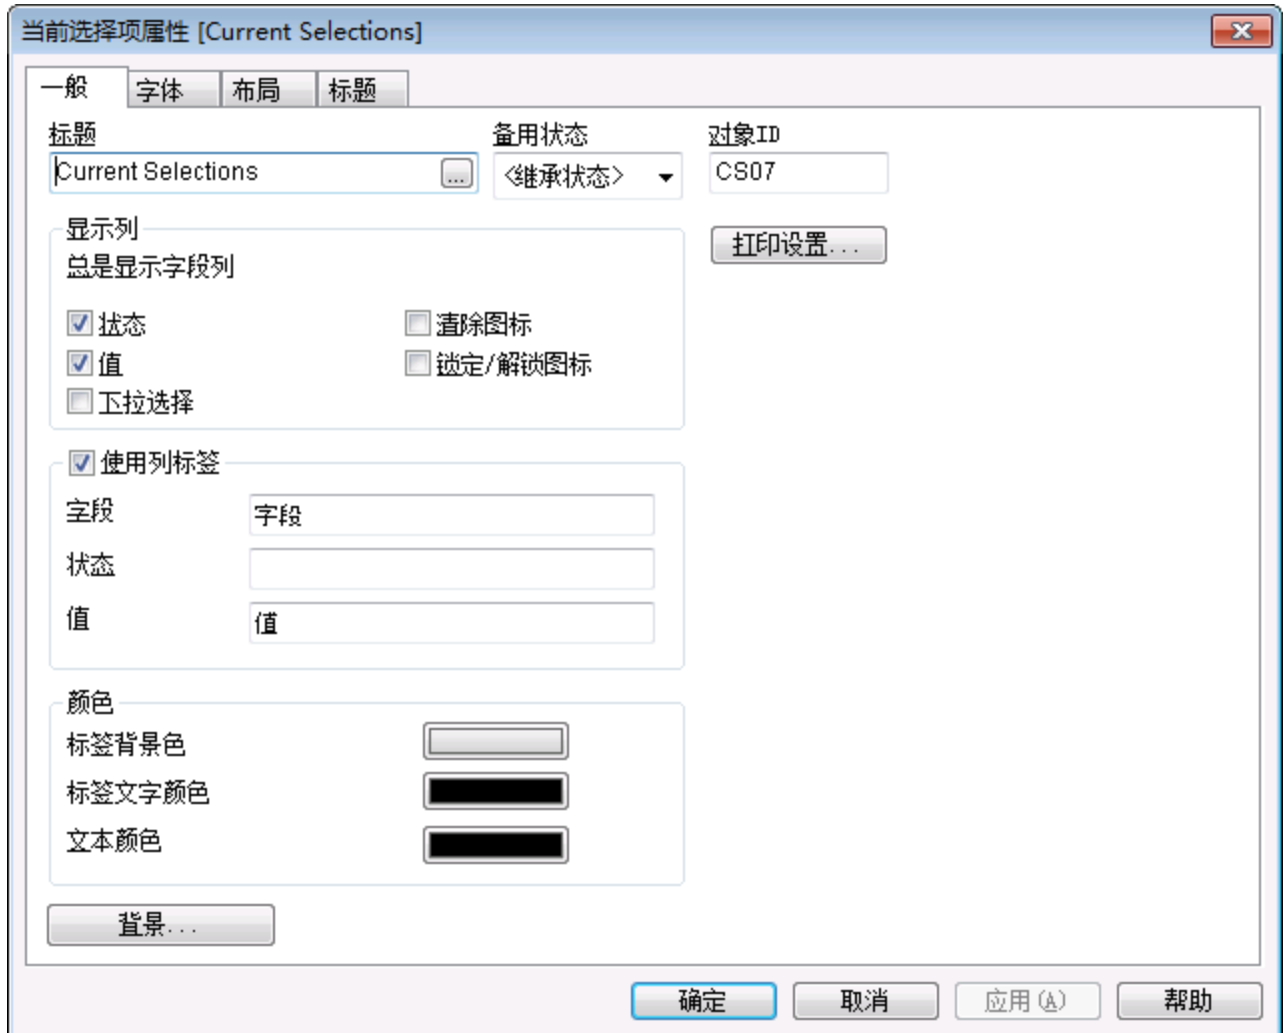 当前选择项属性 [Current Selections]
一般 字体 布局 标题
标题 备用状态 对象ID
Current Selections ... <继承状态> CS07
显示列 打印设置...
总是显示字段列
状态 清除图标
值 锁定/解锁图标
下拉选择
使用列标签
字段 字段
状态
值 值
颜色
标签背景色
标签文字颜色
文本颜色
背景...
确定 取消 应用(A) 帮助